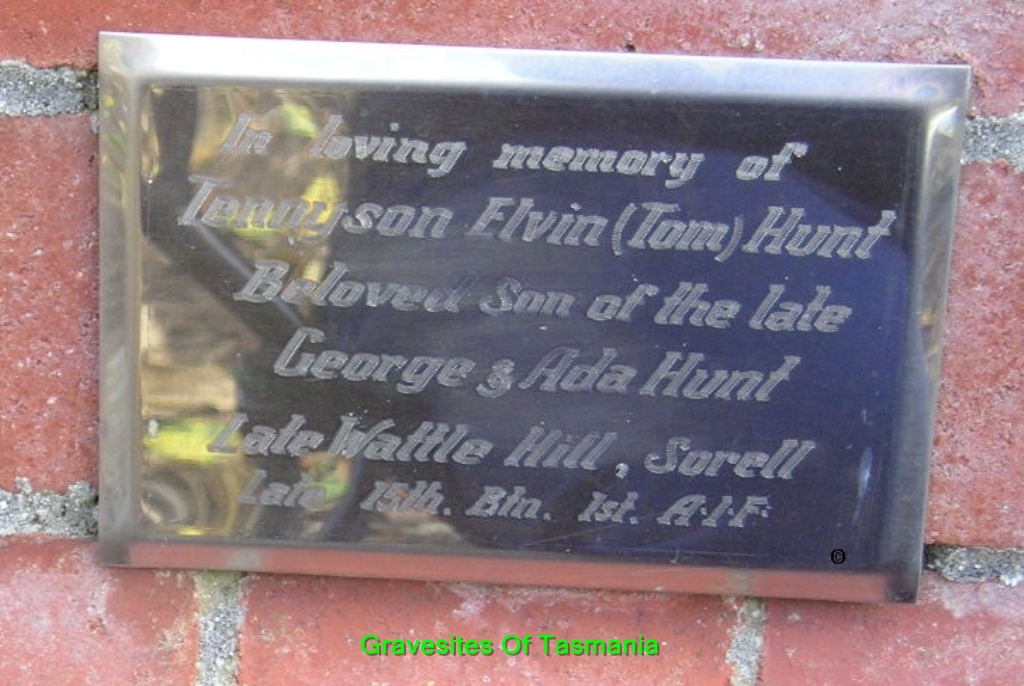 In loving memory of
Tennyson Elvin (Tom) Hunt
Beloved Son of the late
George & Ada Hunt
Late Wattle Hill, Sorell
Late 15th. Btn. 1st. A.I.F.
©
Gravesites Of Tasmania